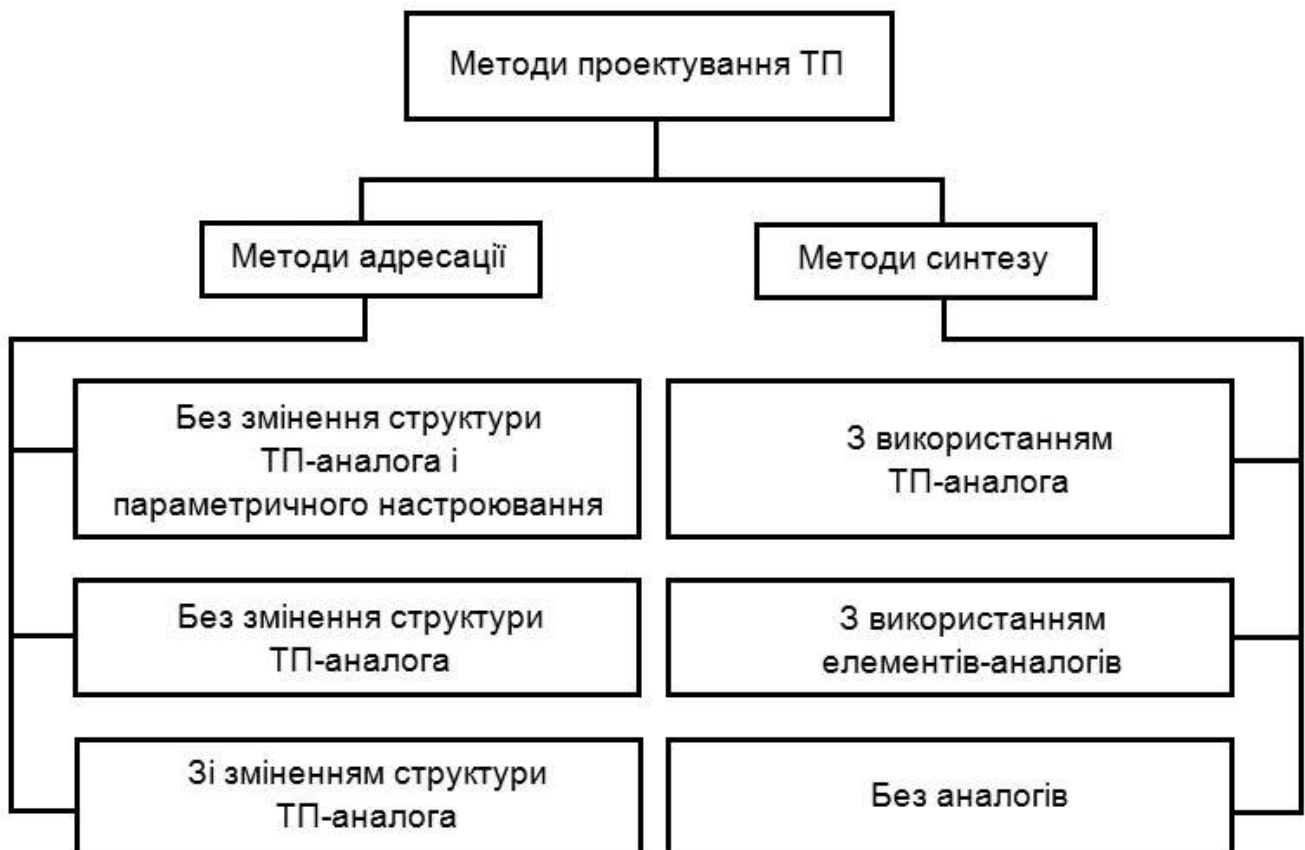 Методи проектування ТП
Методи адресації
Методи синтезу
Без змінення структури
ТП-аналога і
параметричного настроювання
Без змінення структури
ТП-аналога
Зі зміненням структури
ТП-аналога
З використанням
ТП-аналога
З використанням
елементів-аналогів
Без аналогів